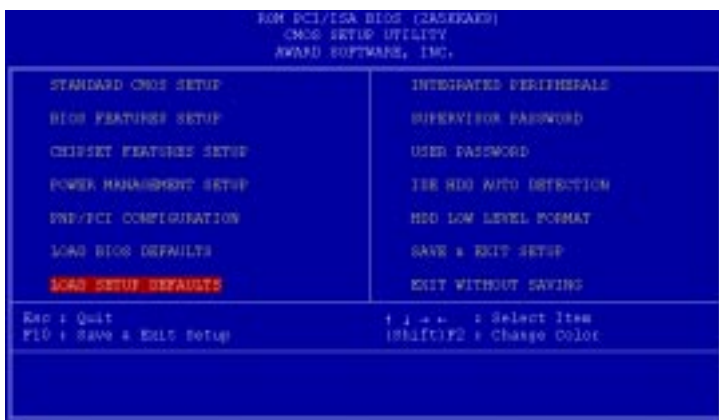 ROM PCI/ISA BIOS
CMOS SETUP UTILITY
AWARD SOFTWARE, INC.
STANDARD CMOS SETUP
BIOS FEATURES SETUP
CHIPSET FEATURES SETUP
POWER MANAGEMENT SETUP
PNP/PCI CONFIGURATION
LOAD BIOS DEFAULTS
LOAD SETUP DEFAULTS
INTEGRATED PERIPHERALS
SUPERVISOR PASSWORD
USER PASSWORD
IDE HDD AUTO DETECTION
HDD LOW LEVEL FORMAT
SAVE & EXIT SETUP
EXIT WITHOUT SAVING
Esc : Quit
F10 : Save & Exit Setup
↑ ↓ → ← : Select Item
(Shift)F2 : Change Color